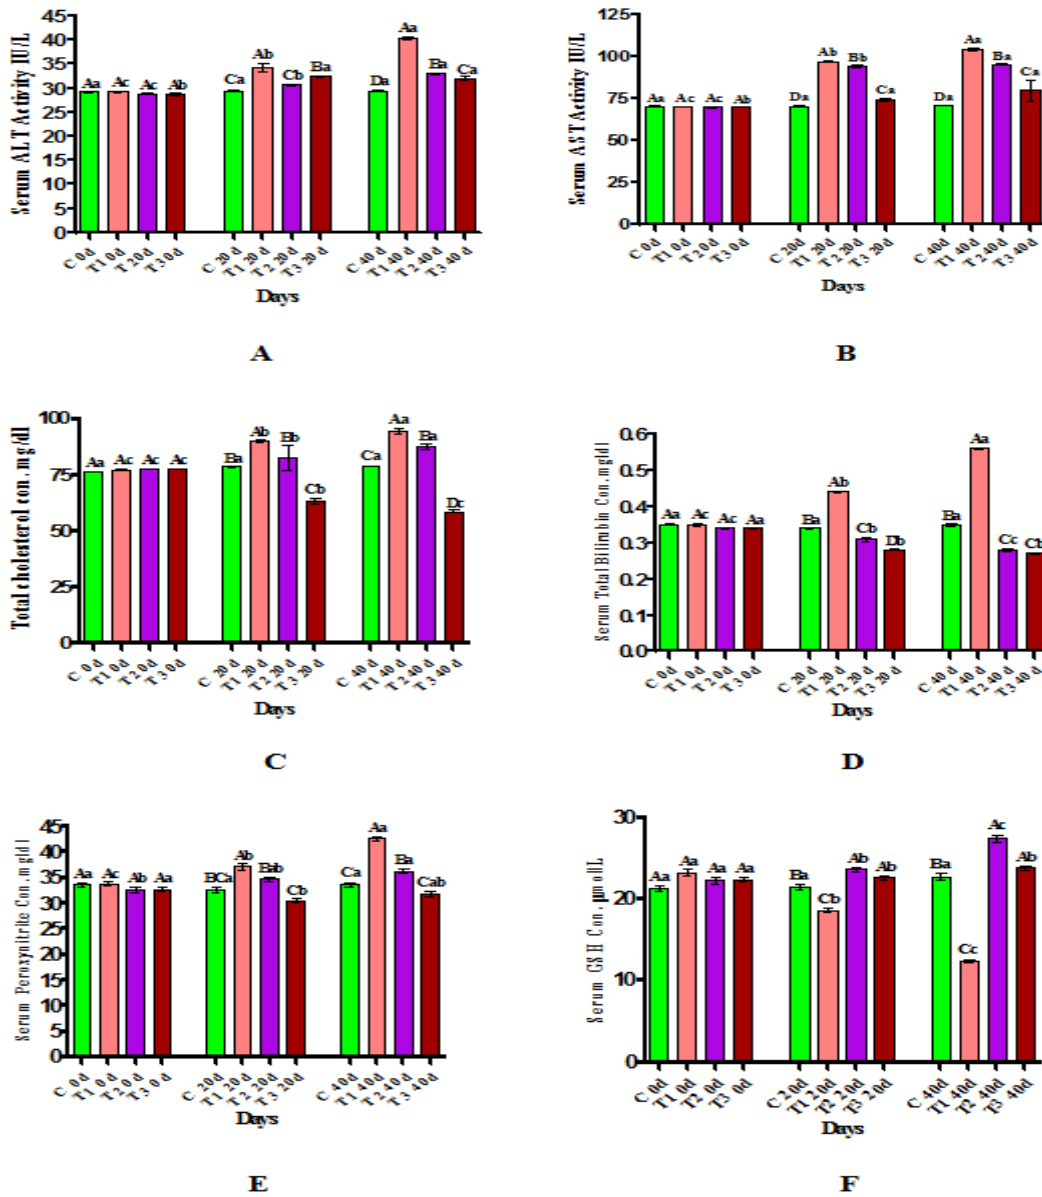 Serum ALT Activity IU/L
45
40
35
30
25
20
15
10
5
0
Aa Ac Ac Ab
Ca Ab Cb Ba
Da Aa Ba Ca
C 0d T1 0d T2 0d T3 0d C 20d T1 20d T2 20d T3 20d C 40d T1 40d T2 40d T3 40d
Days
A
Serum AST Activity IU/L
125
100
75
50
25
0
Aa Ac Ac Ab
Da Ab Bb Ca
Da Aa Ba Ca
C 0d T1 0d T2 0d T3 0d C 20d T1 20d T2 20d T3 20d C 40d T1 40d T2 40d T3 40d
Days
B
Total cholesterol con. mg/dl
100
75
50
25
0
Aa Ac Ac Ac
Ba Ab Bb Cb
Ca Aa Ba Dc
C 0d T1 0d T2 0d T3 0d C 20d T1 20d T2 20d T3 20d C 40d T1 40d T2 40d T3 40d
Days
C
Serum Total Bilirubin Con. mg|dl
0.6
0.5
0.4
0.3
0.2
0.1
0.0
Aa Ac Ac Aa
Ba Ab Cb Db
Ba Aa Cc Cb
C 0d T1 0d T2 0d T3 0d C 20d T1 20d T2 20d T3 20d C 40d T1 40d T2 40d T3 40d
Days
D
Serum Peroxynitrite Con. mg|dl
45
40
35
30
25
20
15
10
5
0
Aa Ac Ab Aa
BCa Ab Bab Cb
Ca Aa Ba Cab
C 0d T1 0d T2 0d T3 0d C 20d T1 20d T2 20d T3 20d C 40d T1 40d T2 40d T3 40d
Days
E
Serum GSH Con. μmol|L
30
20
10
0
Aa Aa Aa Aa
Ba Cb Ab Ab
Ba Cc Ac Ab
C 0d T1 0d T2 0d T3 0d C 20d T1 20d T2 20d T3 20d C 40d T1 40d T2 40d T3 40d
Days
F